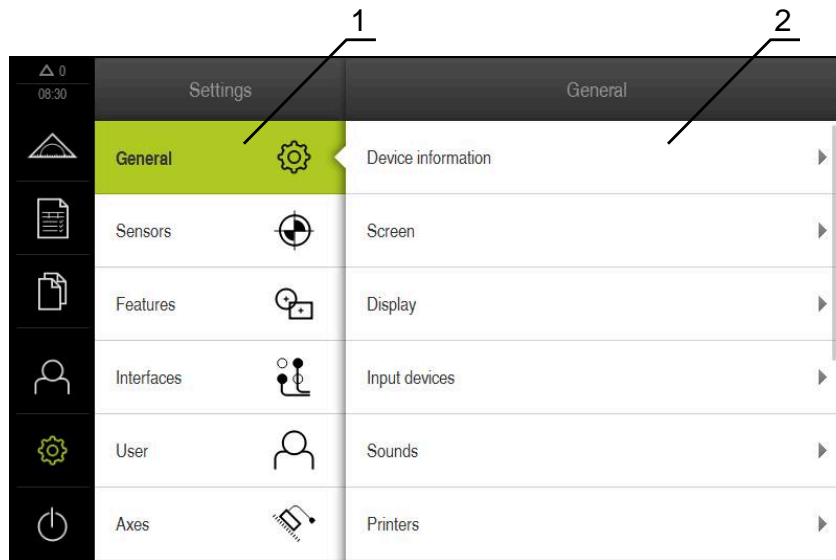 1
2
0
08:30
Settings
General
General
Device information
Sensors
Screen
Features
Display
Interfaces
Input devices
User
Sounds
Axes
Printers